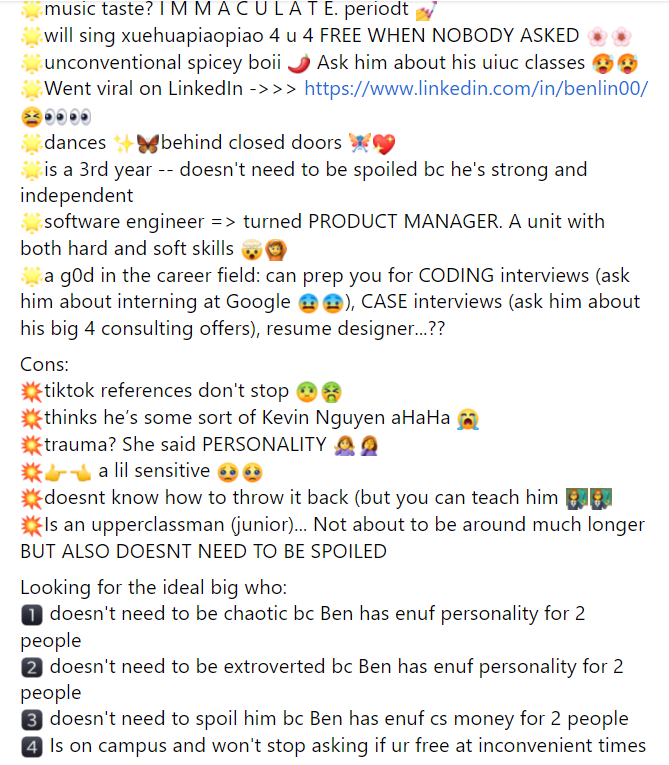 🌟music taste? I M M A C U L A T E. periodt 💅
🌟will sing xuehuapiaopiao 4 u 4 FREE WHEN NOBODY ASKED 🌸🌸
🌟unconventional spicey boii 🌶️ Ask him about his uiuc classes 🥵🥵
🌟Went viral on LinkedIn ->>> https://www.linkedin.com/in/benlin00/
😫👀👀
🌟dances ✨🦋behind closed doors 🧚💖
🌟is a 3rd year -- doesn't need to be spoiled bc he's strong and
independent
🌟software engineer => turned PRODUCT MANAGER. A unit with
both hard and soft skills 🤯🙆
🌟a g0d in the career field: can prep you for CODING interviews (ask
him about interning at Google 😰😰), CASE interviews (ask him about
his big 4 consulting offers), resume designer...??
Cons:
💥tiktok references don't stop 🤢🤮
💥thinks he's some sort of Kevin Nguyen aHaHa 😭
💥trauma? She said PERSONALITY 🙍‍♀️🤦‍♀️
💥👉👈 a lil sensitive 🥺🥺
💥doesnt know how to throw it back (but you can teach him 👩‍🏫👩‍🏫
💥Is an upperclassman (junior)... Not about to be around much longer
BUT ALSO DOESNT NEED TO BE SPOILED
Looking for the ideal big who:
1️⃣ doesn't need to be chaotic bc Ben has enuf personality for 2
people
2️⃣ doesn't need to be extroverted bc Ben has enuf personality for 2
people
3️⃣ doesn't need to spoil him bc Ben has enuf cs money for 2 people
4️⃣ Is on campus and won't stop asking if ur free at inconvenient times